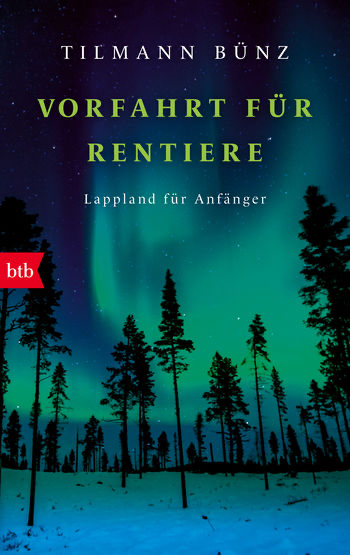 TILMANN BÜNZ
VORFAHRT FÜR
RENTIERE
Lappland für Anfänger
btb